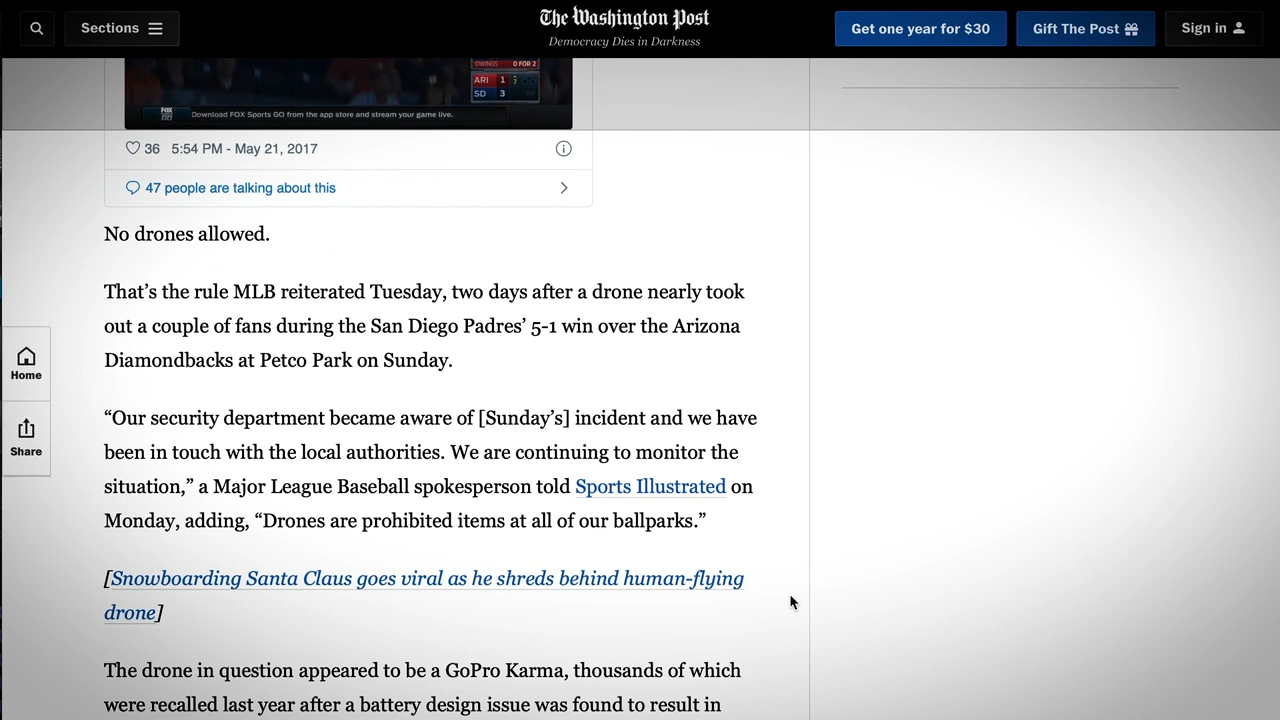 Sections
The Washington Post
Democracy Dies in Darkness
Get one year for $30
Gift The Post
Sign in
OWINGS 0 FOR 2
ARI 1
7
SD 3
FOX
GO
Download FOX Sports GO from the app store and stream your game live.
36 5:54 PM - May 21, 2017
47 people are talking about this
No drones allowed.
That’s the rule MLB reiterated Tuesday, two days after a drone nearly took
out a couple of fans during the San Diego Padres’ 5-1 win over the Arizona
Diamondbacks at Petco Park on Sunday.
Home
Share
“Our security department became aware of [Sunday’s] incident and we have
been in touch with the local authorities. We are continuing to monitor the
situation,” a Major League Baseball spokesperson told Sports Illustrated on
Monday, adding, “Drones are prohibited items at all of our ballparks.”
[Snowboarding Santa Claus goes viral as he shreds behind human-flying
drone]
The drone in question appeared to be a GoPro Karma, thousands of which
were recalled last year after a battery design issue was found to result in